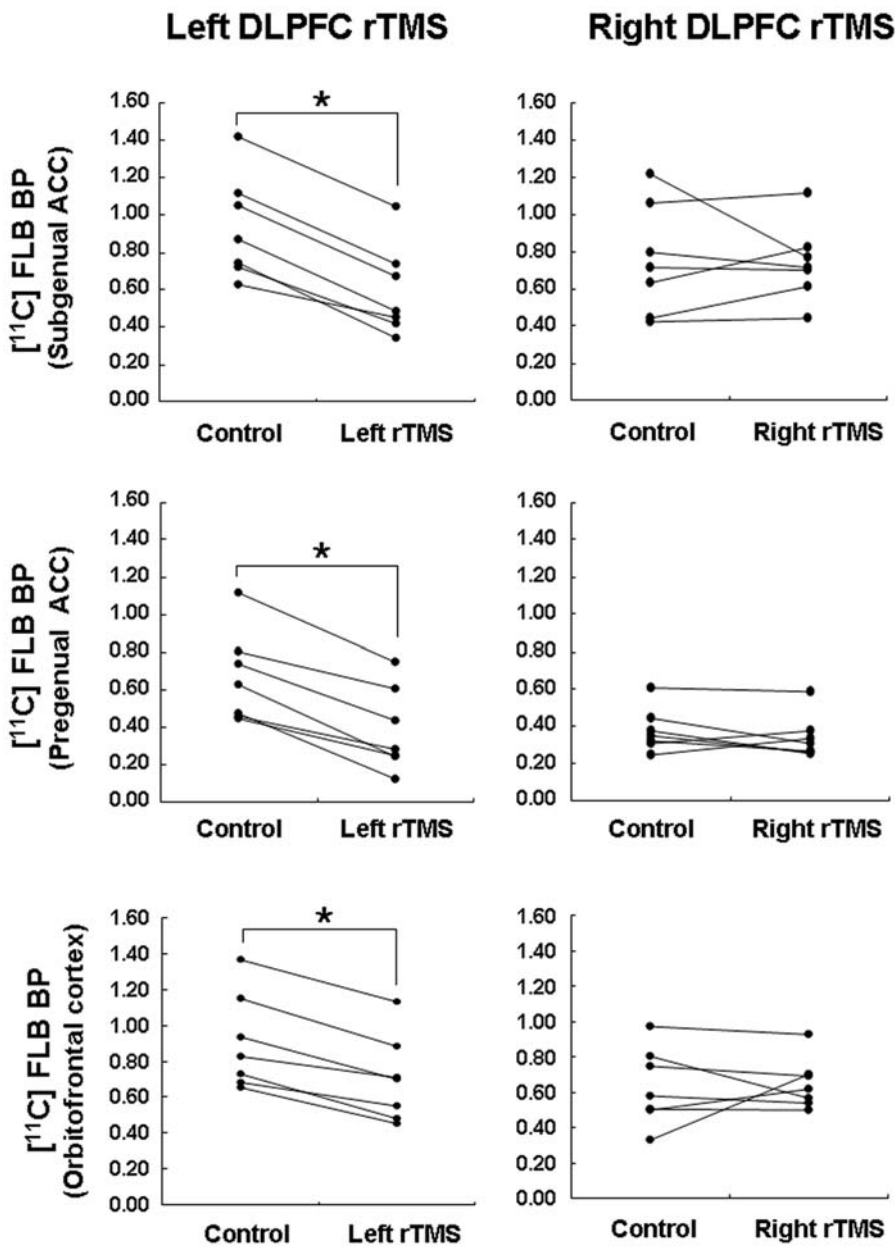 Left DLPFC rTMS
Right DLPFC rTMS
[¹¹C] FLB BP
(Subgenual ACC)
1.60
1.40
1.20
1.00
0.80
0.60
0.40
0.20
0.00
*
Control
Left rTMS
1.60
1.40
1.20
1.00
0.80
0.60
0.40
0.20
0.00
Control
Right rTMS
[¹¹C] FLB BP
(Pregenual ACC)
1.60
1.40
1.20
1.00
0.80
0.60
0.40
0.20
0.00
*
Control
Left rTMS
1.60
1.40
1.20
1.00
0.80
0.60
0.40
0.20
0.00
Control
Right rTMS
[¹¹C] FLB BP
(Orbitofrontal cortex)
1.60
1.40
1.20
1.00
0.80
0.60
0.40
0.20
0.00
*
Control
Left rTMS
1.60
1.40
1.20
1.00
0.80
0.60
0.40
0.20
0.00
Control
Right rTMS